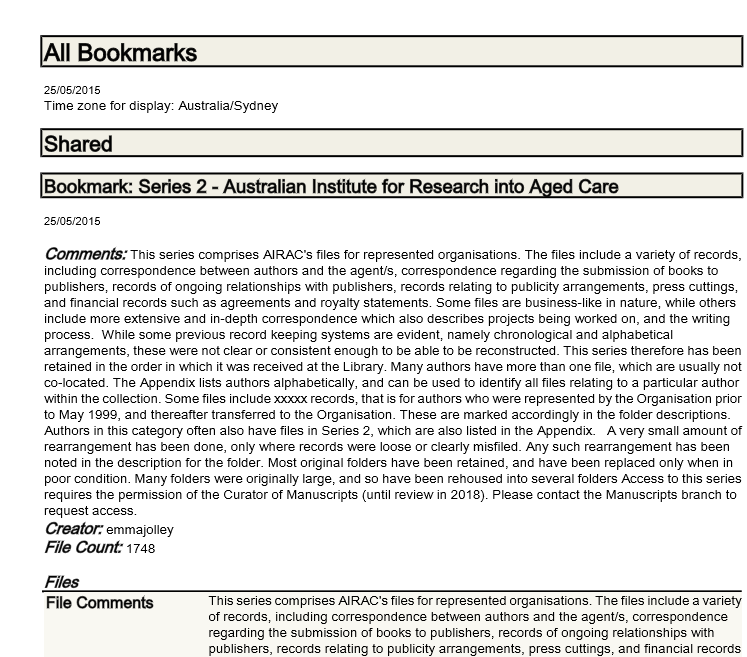 All Bookmarks
25/05/2015
Time zone for display: Australia/Sydney
Shared
Bookmark: Series 2 - Australian Institute for Research into Aged Care
25/05/2015
Comments: This series comprises AIRAC's files for represented organisations. The files include a variety of records,
including correspondence between authors and the agent/s, correspondence regarding the submission of books to
publishers, records of ongoing relationships with publishers, records relating to publicity arrangements, press cuttings,
and financial records such as agreements and royalty statements. Some files are business-like in nature, while others
include more extensive and in-depth correspondence which also describes projects being worked on, and the writing
process.  While some previous record keeping systems are evident, namely chronological and alphabetical
arrangements, these were not clear or consistent enough to be able to be reconstructed. This series therefore has been
retained in the order in which it was received at the Library. Many authors have more than one file, which are usually not
co-located. The Appendix lists authors alphabetically, and can be used to identify all files relating to a particular author
within the collection. Some files include xxxxx records, that is for authors who were represented by the Organisation prior
to May 1999, and thereafter transferred to the Organisation. These are marked accordingly in the folder descriptions.
Authors in this category often also have files in Series 2, which are also listed in the Appendix.   A very small amount of
rearrangement has been done, only where records were loose or clearly misfiled. Any such rearrangement has been
noted in the description for the folder. Most original folders have been retained, and have been replaced only when in
poor condition. Many folders were originally large, and so have been rehoused into several folders Access to this series
requires the permission of the Curator of Manuscripts (until review in 2018). Please contact the Manuscripts branch to
request access.
Creator: emmajolley
File Count: 1748
Files
File Comments This series comprises AIRAC's files for represented organisations. The files include a variety
of records, including correspondence between authors and the agent/s, correspondence
regarding the submission of books to publishers, records of ongoing relationships with
publishers, records relating to publicity arrangements, press cuttings, and financial records